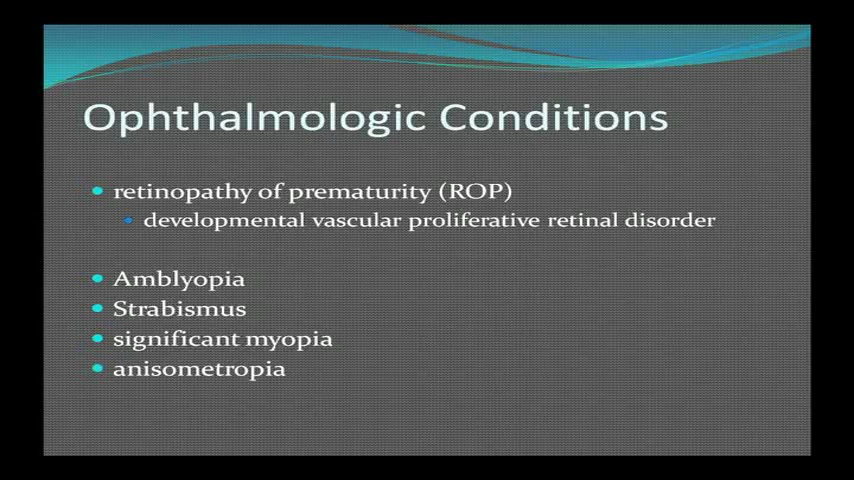 Ophthalmologic Conditions
retinopathy of prematurity (ROP)
developmental vascular proliferative retinal disorder
Amblyopia
Strabismus
significant myopia
anisometropia